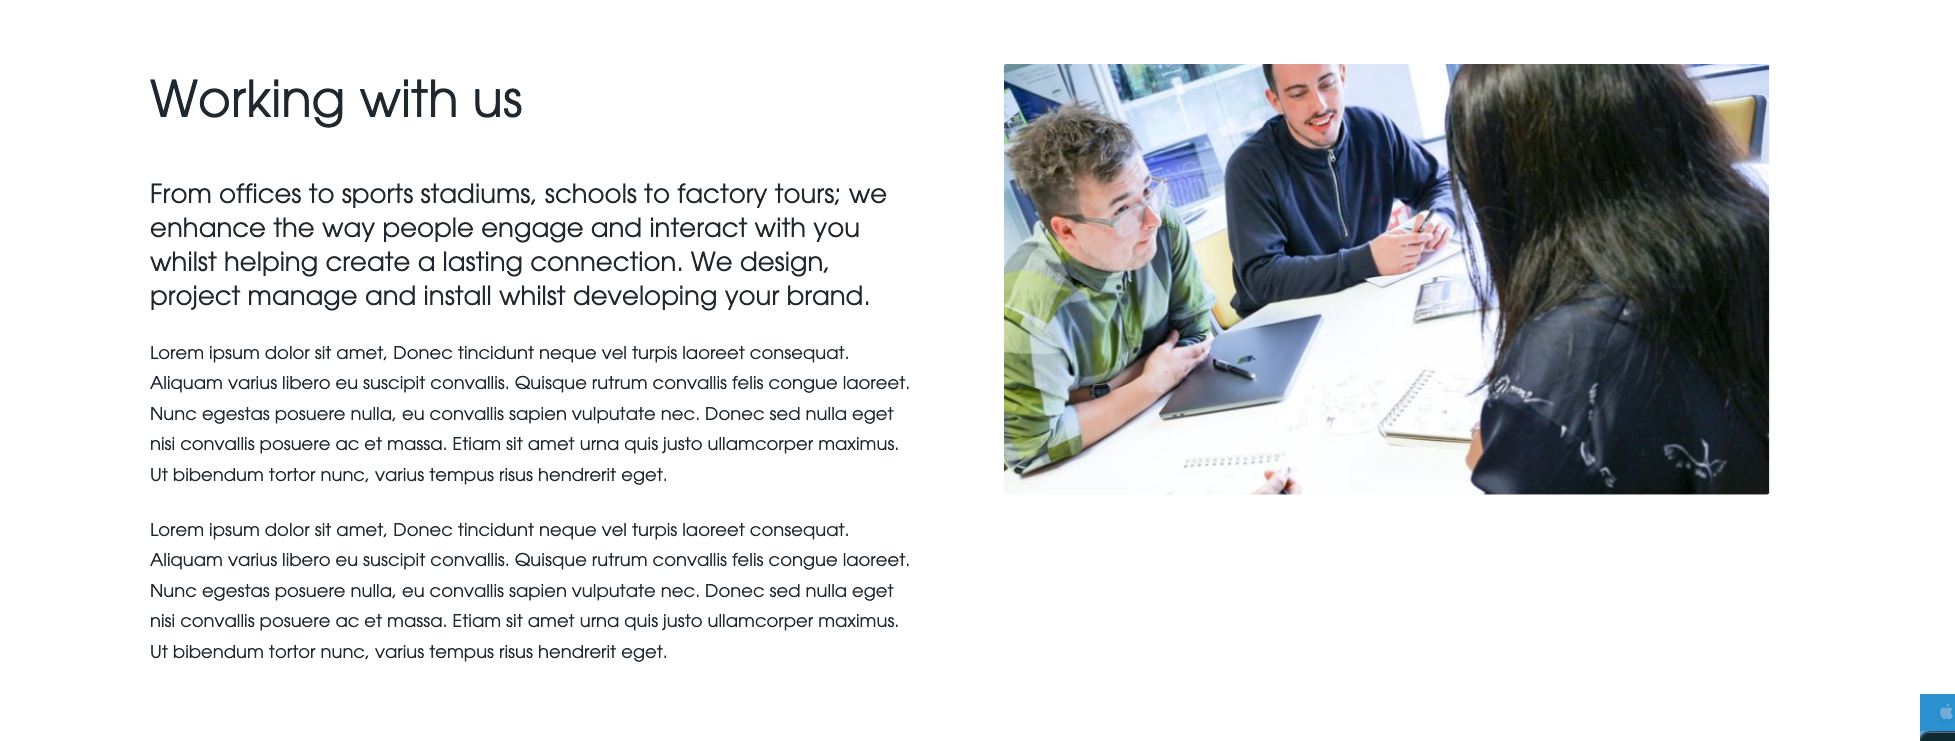 Working with us
From offices to sports stadiums, schools to factory tours; we
enhance the way people engage and interact with you
whilst helping create a lasting connection. We design,
project manage and install whilst developing your brand.
Lorem ipsum dolor sit amet, Donec tincidunt neque vel turpis laoreet consequat.
Aliquam varius libero eu suscipit convallis. Quisque rutrum convallis felis congue laoreet.
Nunc egestas posuere nulla, eu convallis sapien vulputate nec. Donec sed nulla eget
nisi convallis posuere ac et massa. Etiam sit amet urna quis justo ullamcorper maximus.
Ut bibendum tortor nunc, varius tempus risus hendrerit eget.
Lorem ipsum dolor sit amet, Donec tincidunt neque vel turpis laoreet consequat.
Aliquam varius libero eu suscipit convallis. Quisque rutrum convallis felis congue laoreet.
Nunc egestas posuere nulla, eu convallis sapien vulputate nec. Donec sed nulla eget
nisi convallis posuere ac et massa. Etiam sit amet urna quis justo ullamcorper maximus.
Ut bibendum tortor nunc, varius tempus risus hendrerit eget.